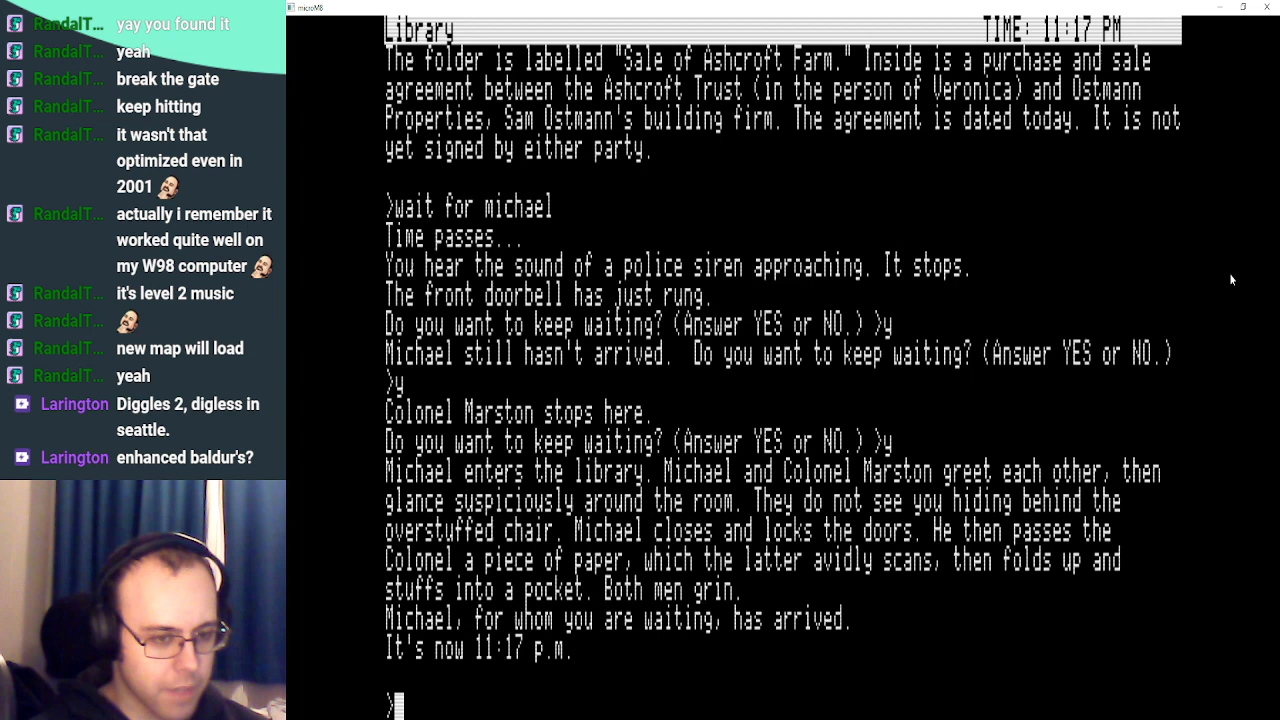 RandalT... yay you found it
RandalT... yeah
RandalT... break the gate
RandalT... keep hitting
RandalT... it wasn't that
optimized even in
2001
RandalT... actually i remember it
worked quite well on
my W98 computer
RandalT... it's level 2 music
RandalT...
RandalT... new map will load
RandalT... yeah
Larington Diggles 2, digless in
seattle.
Larington enhanced baldur's?
microM8
Library TIME: 11:17 PM
The folder is labelled "Sale of Ashcroft Farm." Inside is a purchase and sale
agreement between the Ashcroft Trust (in the person of Veronica) and Ostmann
Properties, Sam Ostmann's building firm. The agreement is dated today. It is not
yet signed by either party.
>wait for michael
Time passes...
You hear the sound of a police siren approaching. It stops.
The front doorbell has just rung.
Do you want to keep waiting? (Answer YES or NO.) >y
Michael still hasn't arrived.  Do you want to keep waiting? (Answer YES or NO.)
>y
Colonel Marston stops here.
Do you want to keep waiting? (Answer YES or NO.) >y
Michael enters the library. Michael and Colonel Marston greet each other, then
glance suspiciously around the room. They do not see you hiding behind the
overstuffed chair. Michael closes and locks the doors. He then passes the
Colonel a piece of paper, which the latter avidly scans, then folds up and
stuffs into a pocket. Both men grin.
Michael, for whom you are waiting, has arrived.
It's now 11:17 p.m.
>